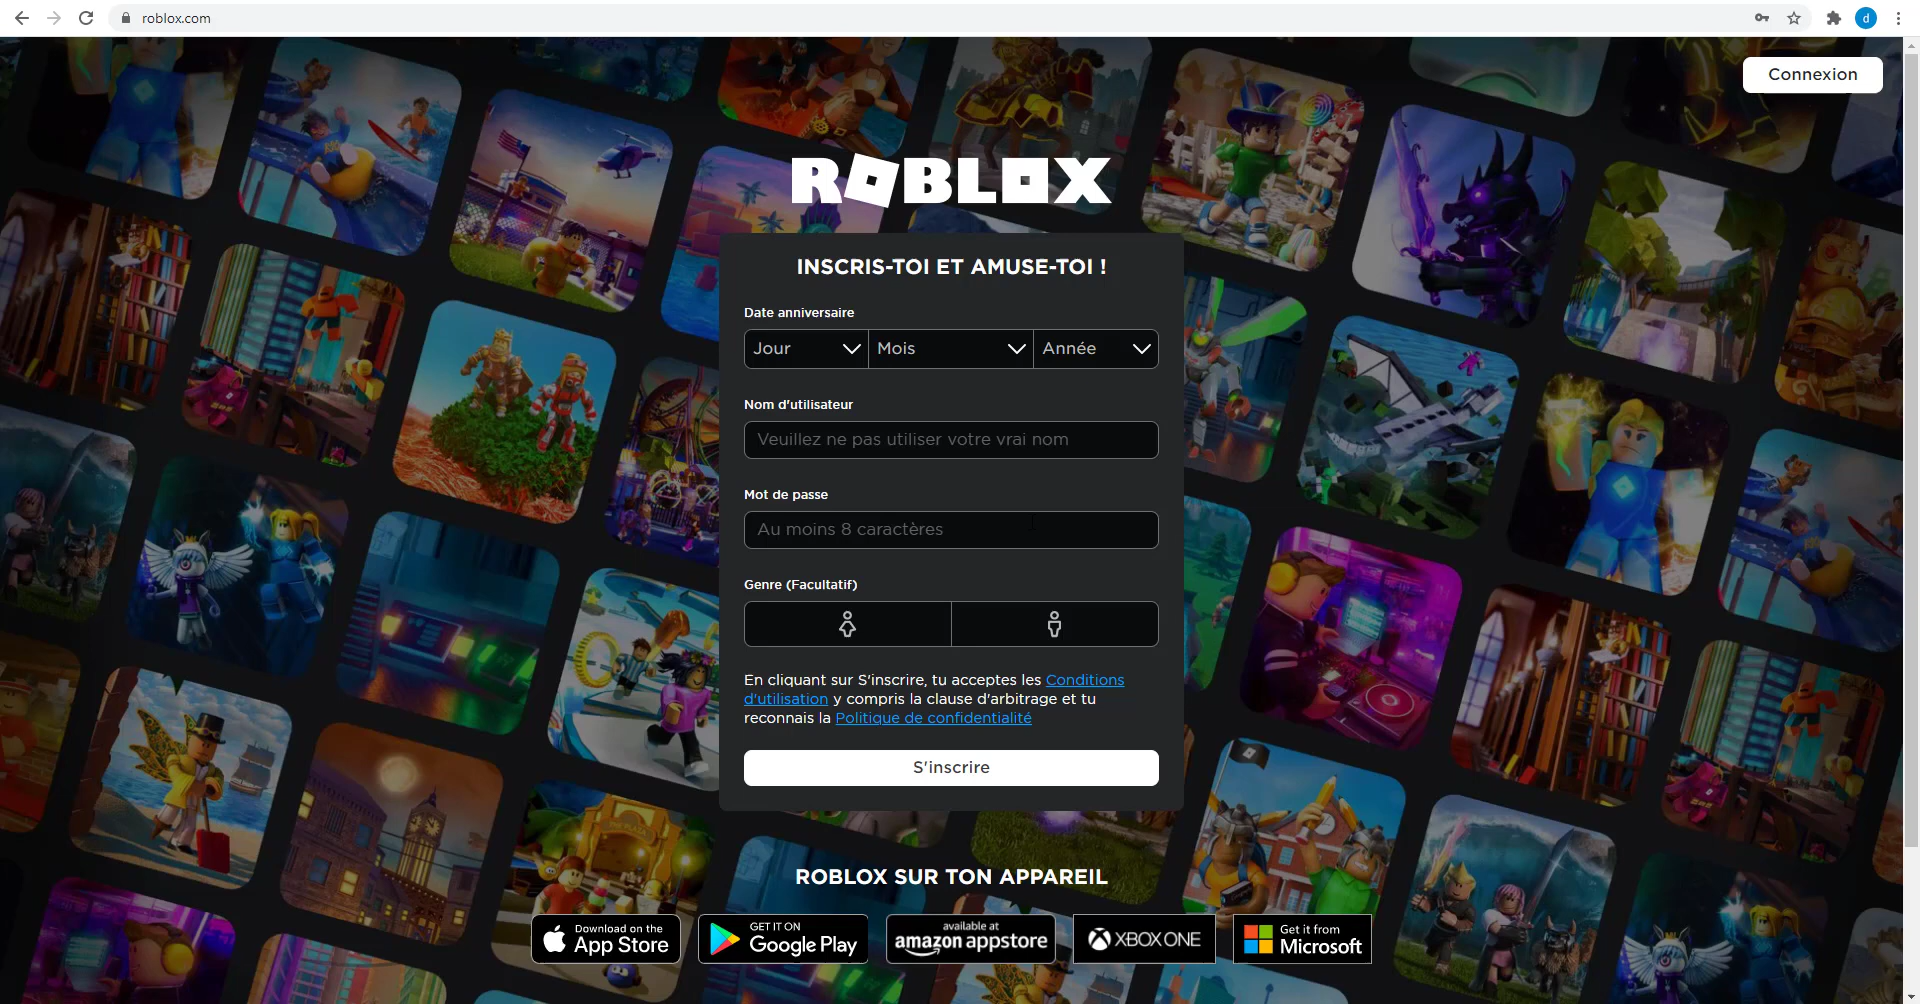 roblox.com
d
Connexion
ROBLOX
INSCRIS-TOI ET AMUSE-TOI !
Date anniversaire
Jour Mois Année
Nom d'utilisateur
Veuillez ne pas utiliser votre vrai nom
Mot de passe
Au moins 8 caractères
Genre (Facultatif)
En cliquant sur S'inscrire, tu acceptes les Conditions
d'utilisation y compris la clause d'arbitrage et tu
reconnais la Politique de confidentialité
S'inscrire
ROBLOX SUR TON APPAREIL
Download on the
App Store
GET IT ON
Google Play
available at
amazon appstore
XBOX ONE
Get it from
Microsoft